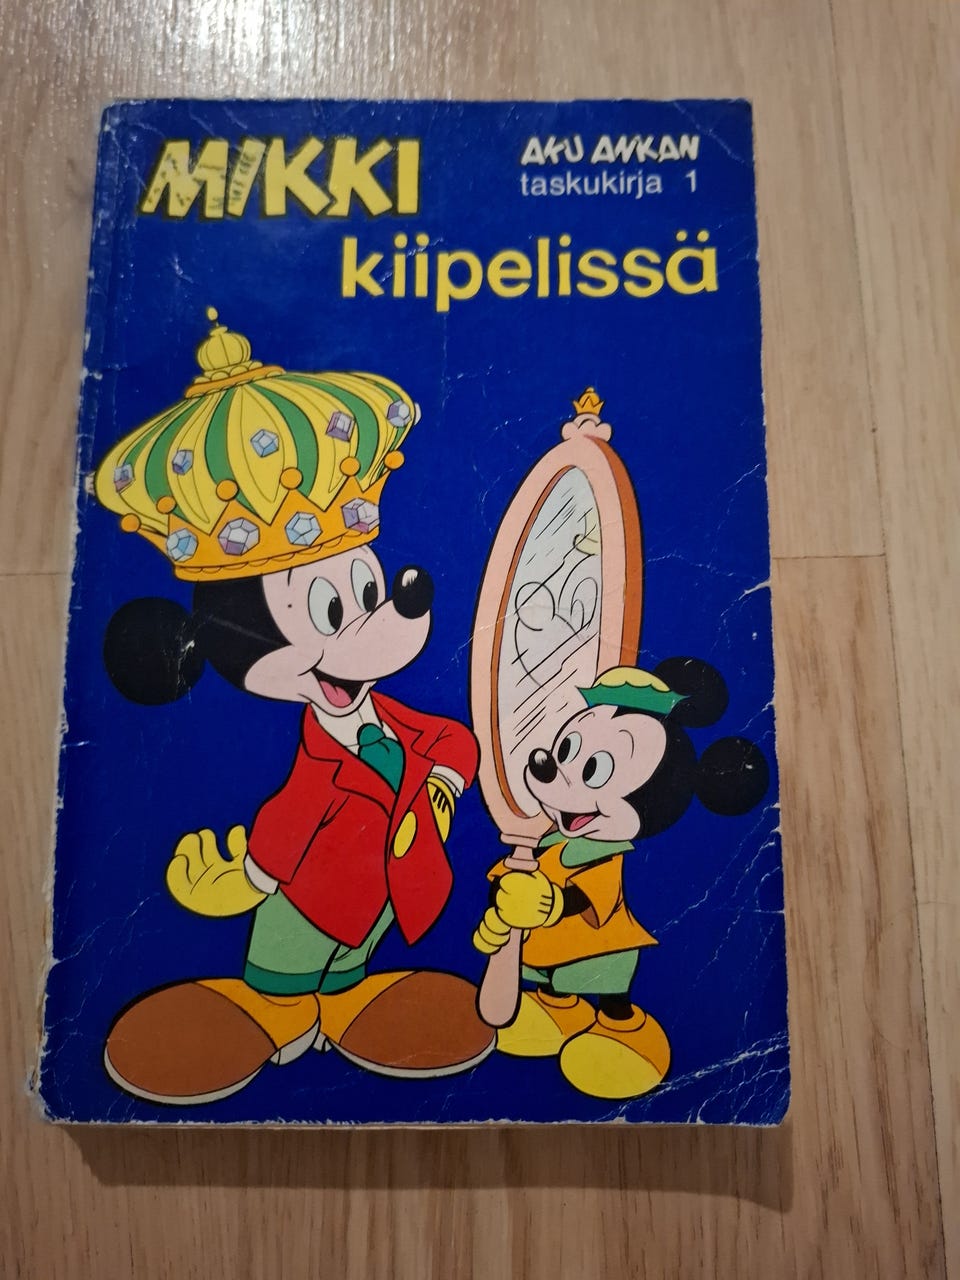 MIKKI
kiipelissä
AKU ANKAN
taskukirja 1